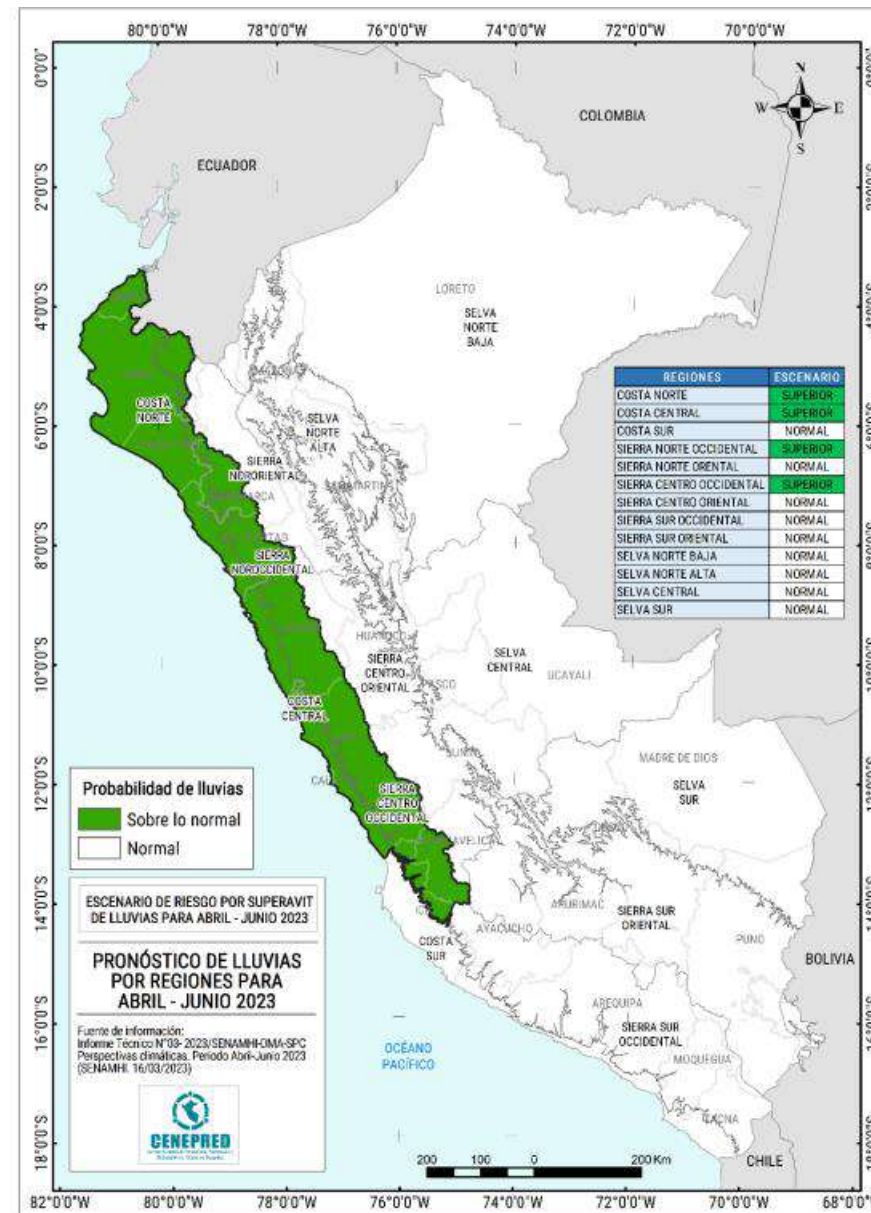 80°0'0"W 78°0'0"W 76°0'0"W 74°0'0"W 72°0'0"W 70°0'0"W
0°0'0"
2°0'0"S
4°0'0"S
6°0'0"S
8°0'0"S
10°0'0"S
12°0'0"S
14°0'0"S
16°0'0"S
18°0'0"S
N
W E
S
COLOMBIA
ECUADOR
LORETO
SELVA
NORTE
BAJA
COSTA
NORTE
SELVA
NORTE
ALTA
SIERRA
NORORIENTAL
SIERRA
NOROCCIDENTAL
REGIONES ESCENARIO
COSTA NORTE SUPERIOR
COSTA CENTRAL SUPERIOR
COSTA SUR NORMAL
SIERRA NORTE OCCIDENTAL SUPERIOR
SIERRA NORTE ORENTAL NORMAL
SIERRA CENTRO OCCIDENTAL SUPERIOR
SIERRA CENTRO ORIENTAL NORMAL
SIERRA SUR OCCIDENTAL NORMAL
SIERRA SUR ORIENTAL NORMAL
SELVA NORTE BAJA NORMAL
SELVA NORTE ALTA NORMAL
SELVA CENTRAL NORMAL
SELVA SUR NORMAL
HUANUCO
SIERRA
CENTRO
ORIENTAL
PASCO
SELVA
CENTRAL
UCAYALI
COSTA
CENTRAL
JUNIN
MADRE DE DIOS
SELVA
SUR
SIERRA
CENTRO
OCCIDENTAL
APURIMAC
AYACUCHO
SIERRA SUR
ORIENTAL
PUNO
BOLIVIA
COSTA
SUR
AREQUIPA
SIERRA SUR
OCCIDENTAL
MOQUEGUA
TACNA
CHILE
OCÉANO
PACÍFICO
Probabilidad de lluvias
Sobre lo normal
Normal
ESCENARIO DE RIESGO POR SUPERAVIT
DE LLUVIAS PARA ABRIL - JUNIO 2023
PRONÓSTICO DE LLUVIAS
POR REGIONES PARA
ABRIL - JUNIO 2023
Fuente de información:
Informe Técnico N°03- 2023/SENAMHI-DMA-SPC
Perspectivas climáticas. Periodo Abril-Junio 2023
(SENAMHI. 16/03/2023)
CENEPRED
200 100 0 200 Km
82°0'0"W 80°0'0"W 78°0'0"W 76°0'0"W 74°0'0"W 72°0'0"W 70°0'0"W 68°0'0"W